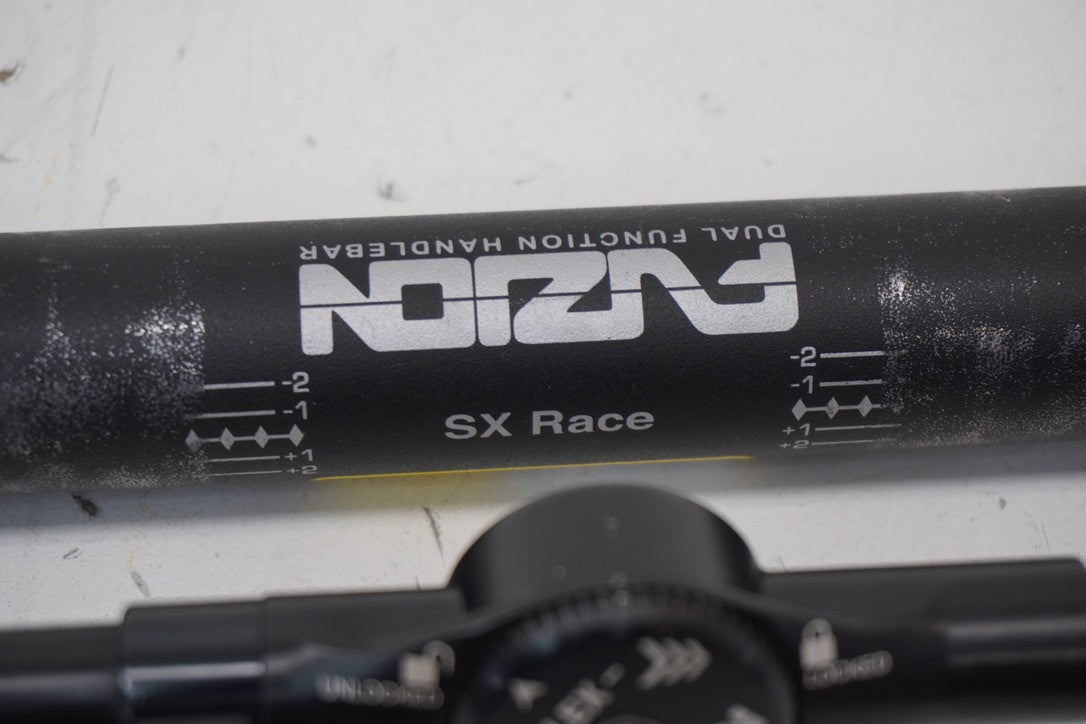 DUAL FUNCTION HANDLEBAR
FUZION
-2
-2
-1
-1
SX Race
+1
+1
+2
+2
UNLOCKED
LOCKED